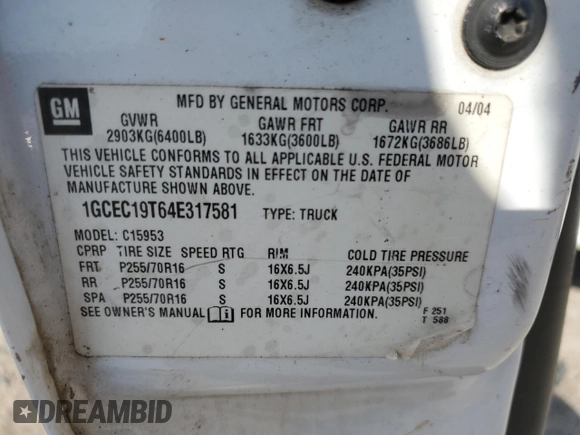 GM
MFD BY GENERAL MOTORS CORP. 04/04
GVWR GAWR FRT GAWR RR
2903KG(6400LB) 1633KG(3600LB) 1672KG(3686LB)
THIS VEHICLE CONFORMS TO ALL APPLICABLE U.S. FEDERAL MOTOR
VEHICLE SAFETY STANDARDS IN EFFECT ON THE DATE OF
MANUFACTURE SHOWN ABOVE.
1GCEC19T64E317581 TYPE: TRUCK
MODEL: C15953
CPRP TIRE SIZE SPEED RTG RIM COLD TIRE PRESSURE
FRT P255/70R16 S 16X6.5J 240KPA(35PSI)
RR P255/70R16 S 16X6.5J 240KPA(35PSI)
SPA P255/70R16 S 16X6.5J 240KPA(35PSI)
SEE OWNER'S MANUAL FOR MORE INFORMATION.
F 251
T 588
DREAMBID